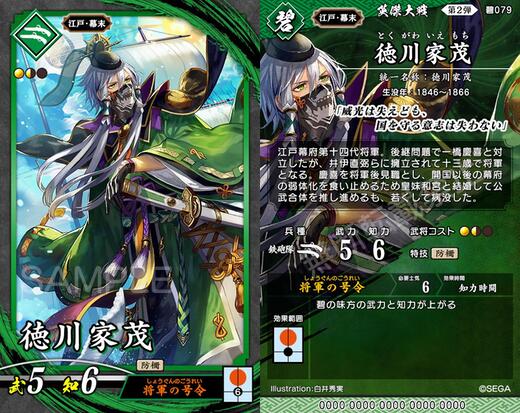 江戸・幕末
SAMPLE
徳川家茂
防柵
武5 知6
しょうぐんのごうれい
将軍の号令
6
碧
江戸・幕末
英傑大戦
第2弾
碧079
とくがわいえもち
徳川家茂
統一名称:徳川家茂
生没年:1846～1866
「威光は失えども、
国を守る意志は失わない」
江戸幕府第十四代将軍。後継問題で一橋慶喜と対
立したが、井伊直弼らに擁立されて十三歳で将軍
となる。慶喜を将軍後見職とし、開国以後の幕府
の弱体化を食い止めるため皇妹和宮と結婚して公
武合体を推し進めるも、若くして病没した。
兵種 武力 知力 武将コスト
鉄砲隊 5 6
特技 防柵
しょうぐんのごうれい
将軍の号令
必要士気 6
効果時間 知力時間
碧の味方の武力と知力が上がる
効果範囲
Illustration:白井秀実
©SEGA
0000-0000-0000-0000-0000